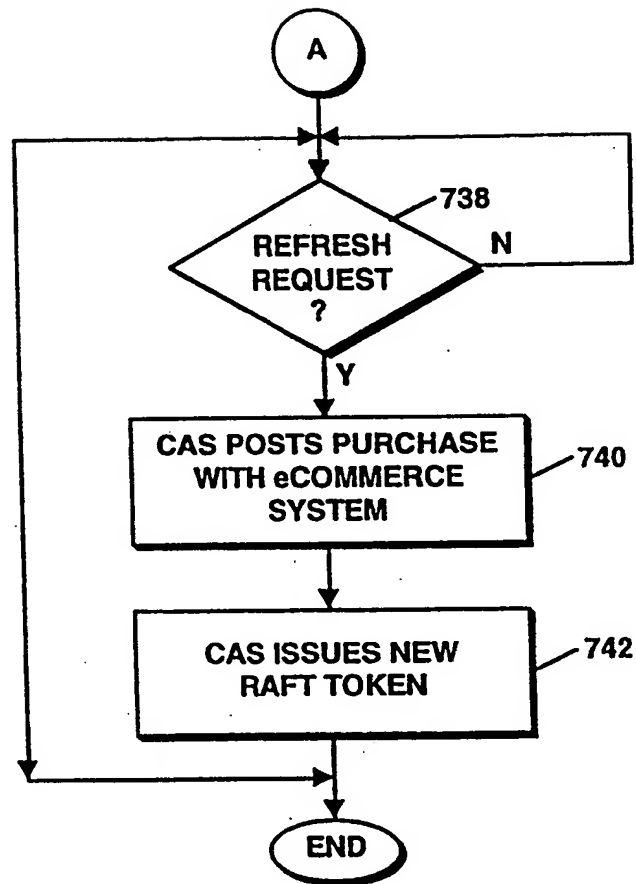 A
738
REFRESH
REQUEST
?
N
Y
CAS POSTS PURCHASE
WITH eCOMMERCE
SYSTEM
740
CAS ISSUES NEW
RAFT TOKEN
742
END